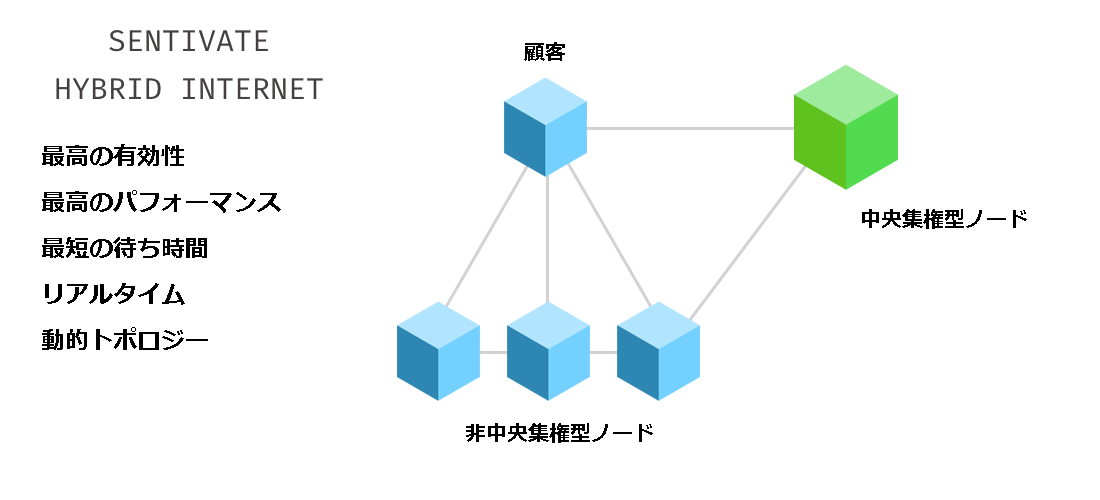 SENTIVATE
HYBRID INTERNET
最高の有効性
最高のパフォーマンス
最短の待ち時間
リアルタイム
動的トポロジー
顧客
中央集権型ノード
非中央集権型ノード